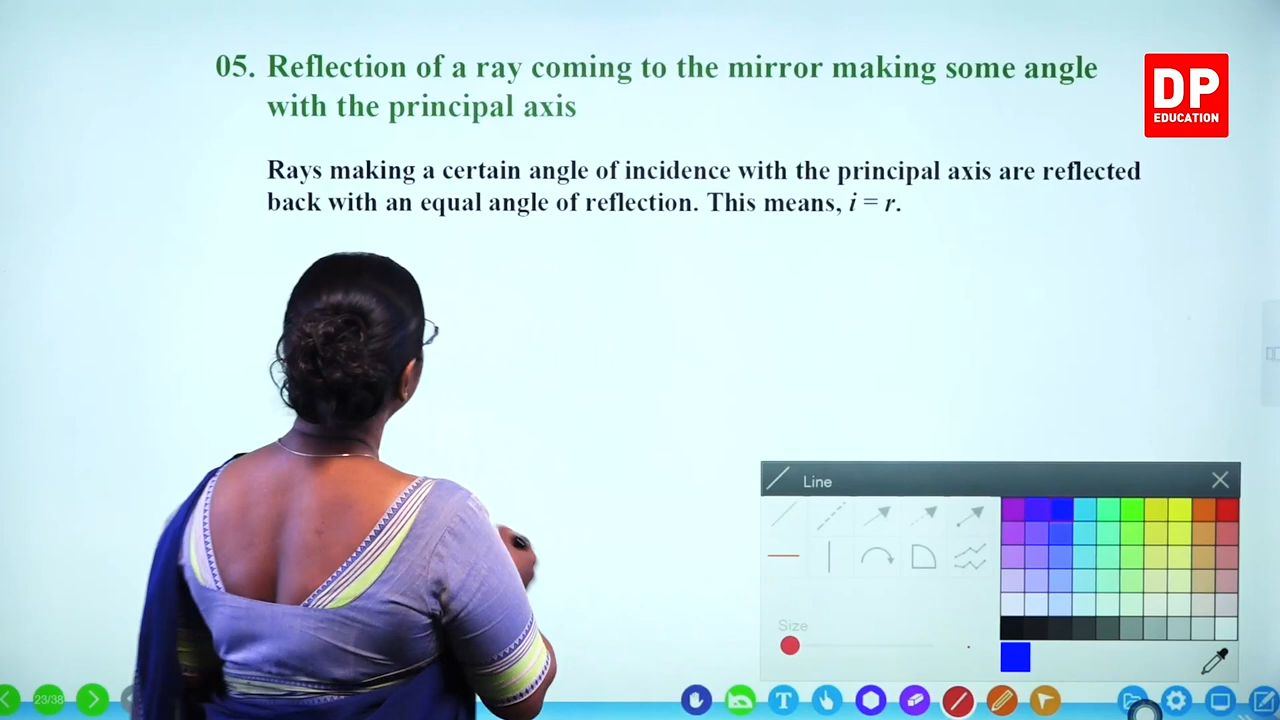 05. Reflection of a ray coming to the mirror making some angle
with the principal axis
DP
EDUCATION
Rays making a certain angle of incidence with the principal axis are reflected
back with an equal angle of reflection. This means, i = r.
Line
Size
23/38
T